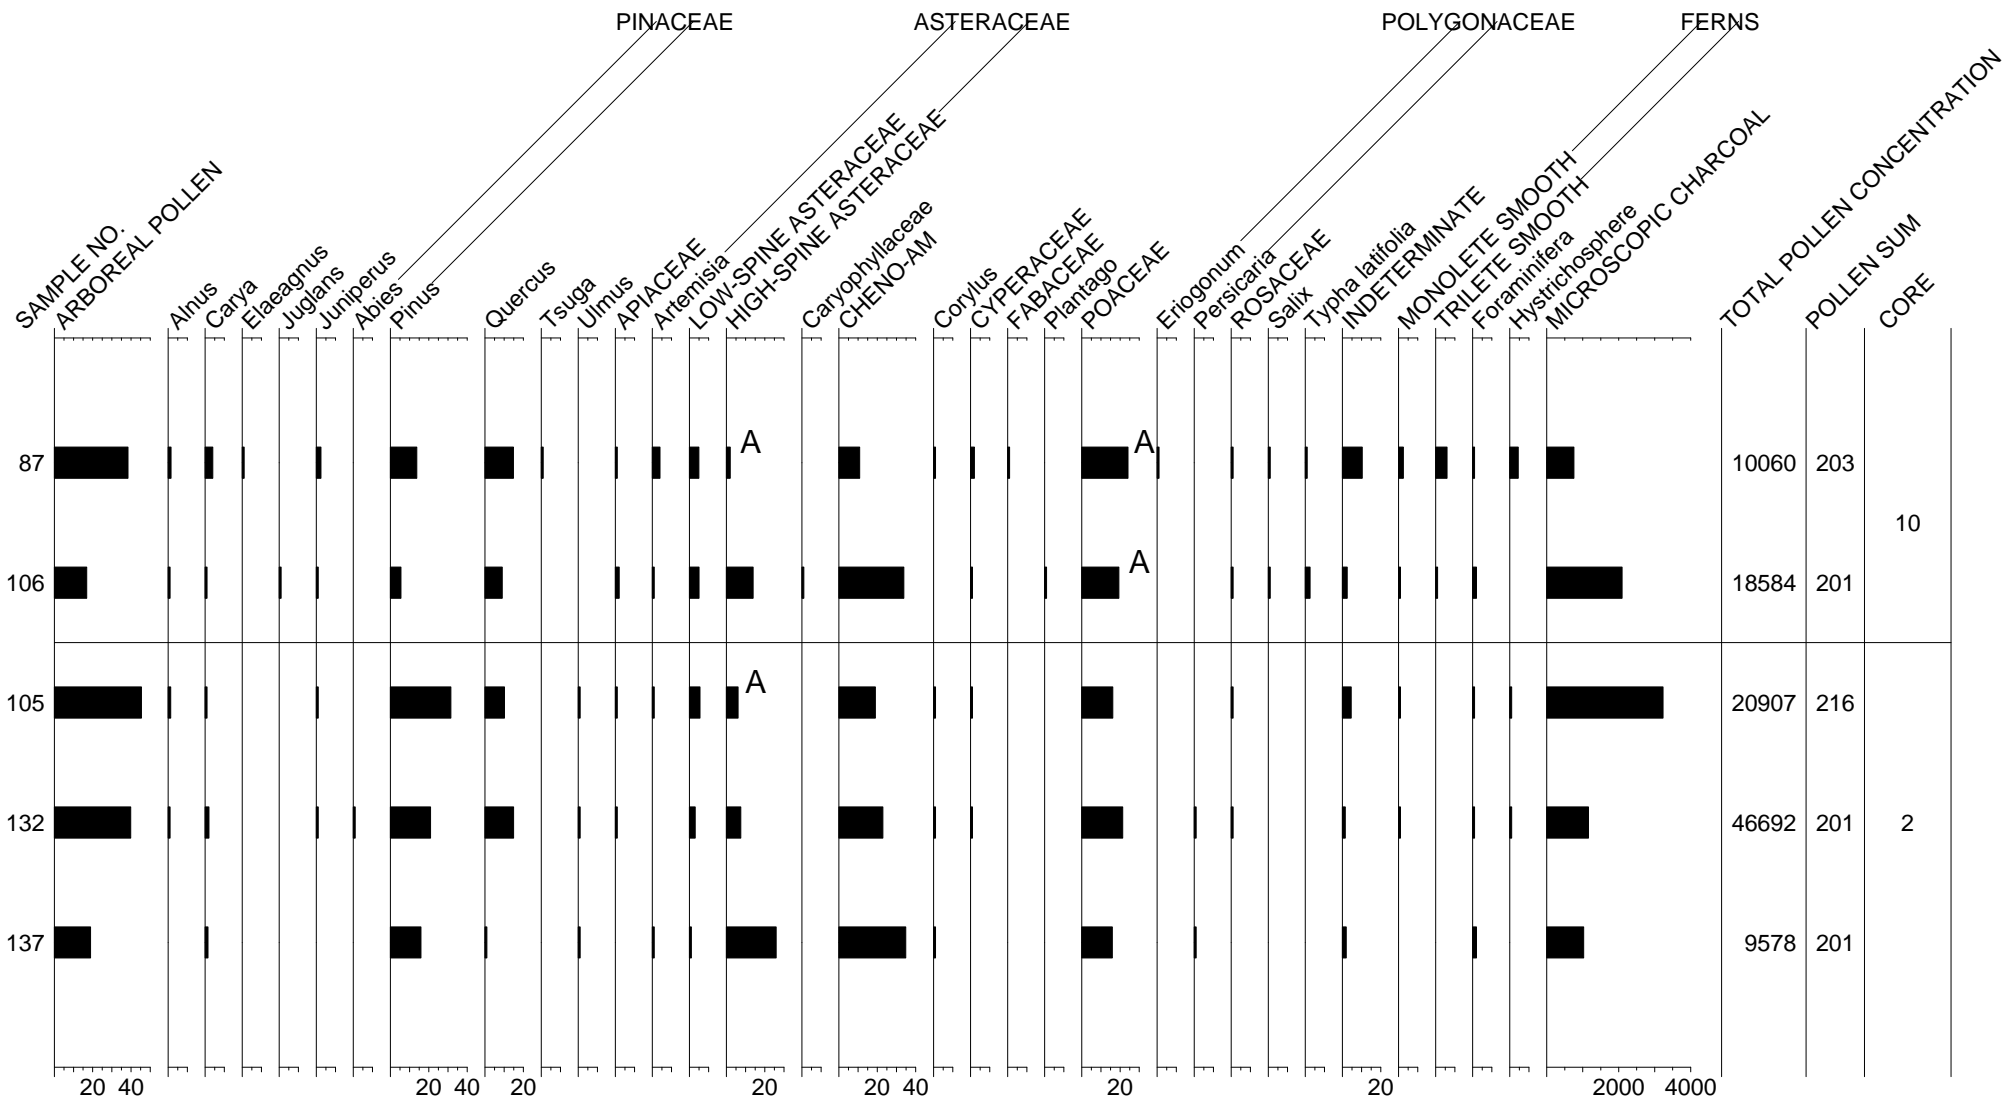 PINACEAE ASTERACEAE POLYGONACEAE FERNS
SAMPLE NO.
ARBOREAL POLLEN
Alnus
Carya
Elaeagnus
Juglans
Juniperus
Abies
Pinus
Quercus
Tsuga
Ulmus
APIACEAE
Artemisia
LOW-SPINE ASTERACEAE
HIGH-SPINE ASTERACEAE
Caryophyllaceae
CHENO-AM
Corylus
CYPERACEAE
FABACEAE
Plantago
POACEAE
Eriogonum
Persicaria
ROSACEAE
Salix
Typha latifolia
INDETERMINATE
MONOLETE SMOOTH
TRILETE SMOOTH
Foraminifera
Hystrichosphere
MICROSCOPIC CHARCOAL
TOTAL POLLEN CONCENTRATION
POLLEN SUM
CORE
87 A A 10060 203
10
106 A 18584 201
105 A 20907 216
132 46692 201 2
137 9578 201
20 40 20 40 20 20 20 40 20 20 2000 4000